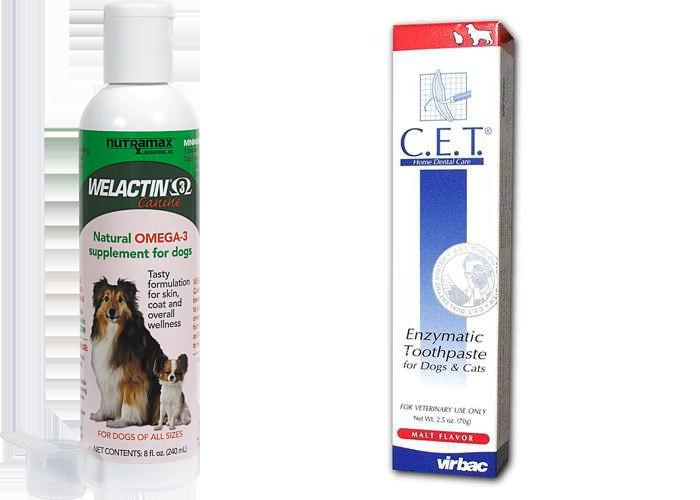 nutramax
LABORATORIES, INC.
WELACTIN 3
Canine
Natural OMEGA-3
supplement for dogs
Tasty
formulation
for skin,
coat and
overall
wellness
FOR DOGS OF ALL SIZES
NET CONTENTS: 8 fl. oz. (240 mL)
C.E.T.®
Home Dental Care
Enzymatic
Toothpaste
for Dogs & Cats
FOR VETERINARY USE ONLY
Net Wt. 2.5 oz. (70g)
MALT FLAVOR
virbac